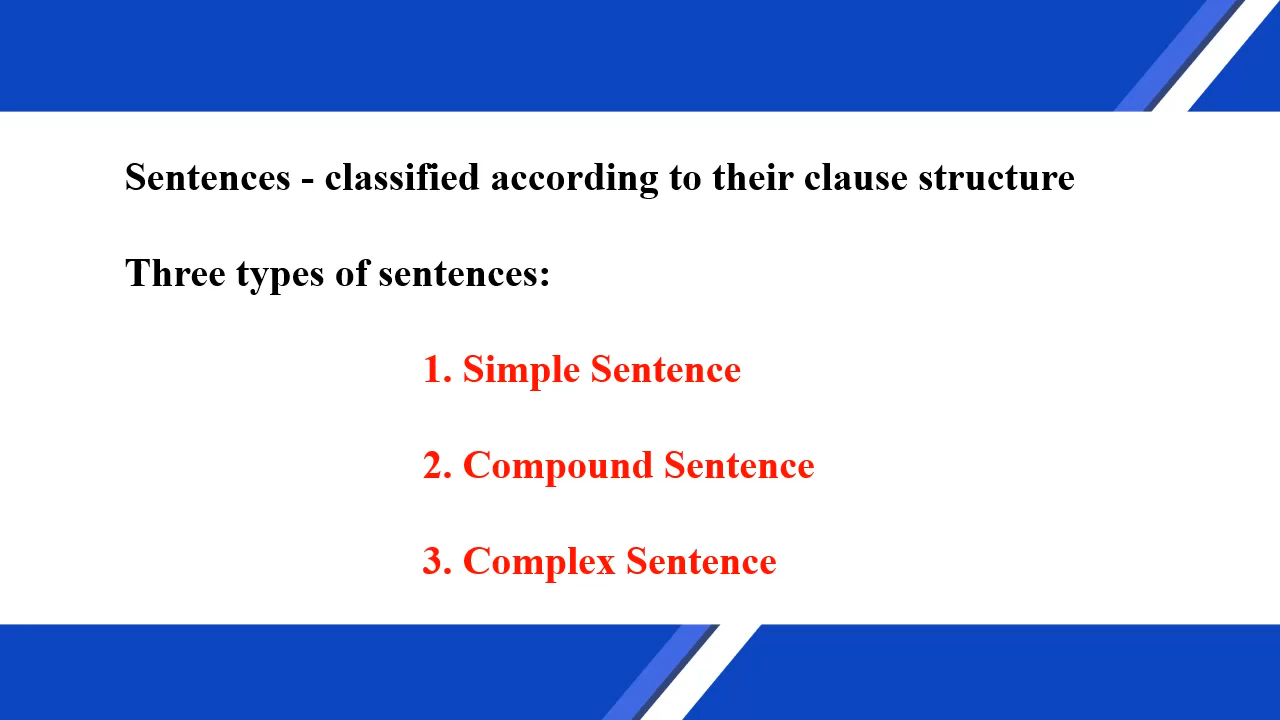 Sentences - classified according to their clause structure
Three types of sentences:
1. Simple Sentence
2. Compound Sentence
3. Complex Sentence